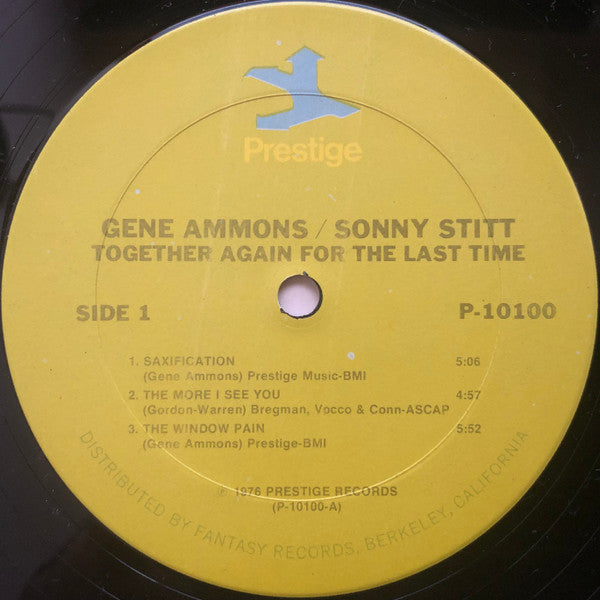 Prestige
GENE AMMONS / SONNY STITT
TOGETHER AGAIN FOR THE LAST TIME
SIDE 1 P-10100
1. SAXIFICATION 5:06
(Gene Ammons) Prestige Music-BMI
2. THE MORE I SEE YOU 4:57
(Gordon-Warren) Bregman, Vocco & Conn-ASCAP
3. THE WINDOW PAIN 5:52
(Gene Ammons) Prestige-BMI
℗ 1976 PRESTIGE RECORDS
(P-10100-A)
DISTRIBUTED BY FANTASY RECORDS, BERKELEY, CALIFORNIA